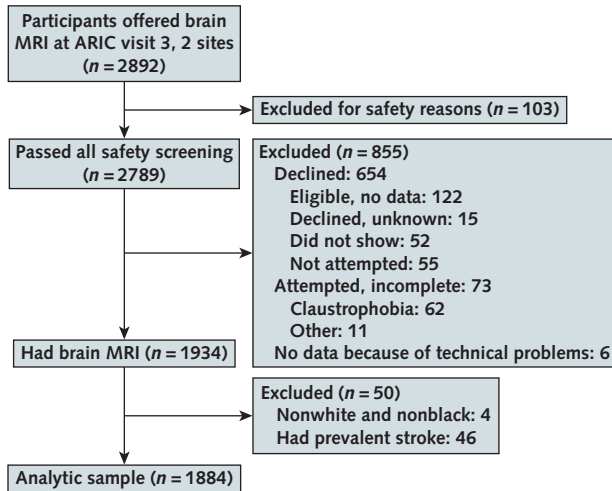 Participants offered brain
MRI at ARIC visit 3, 2 sites
(n = 2892)
Excluded for safety reasons (n = 103)
Passed all safety screening
(n = 2789)
Excluded (n = 855)
Declined: 654
Eligible, no data: 122
Declined, unknown: 15
Did not show: 52
Not attempted: 55
Attempted, incomplete: 73
Claustrophobia: 62
Other: 11
No data because of technical problems: 6
Had brain MRI (n = 1934)
Excluded (n = 50)
Nonwhite and nonblack: 4
Had prevalent stroke: 46
Analytic sample (n = 1884)